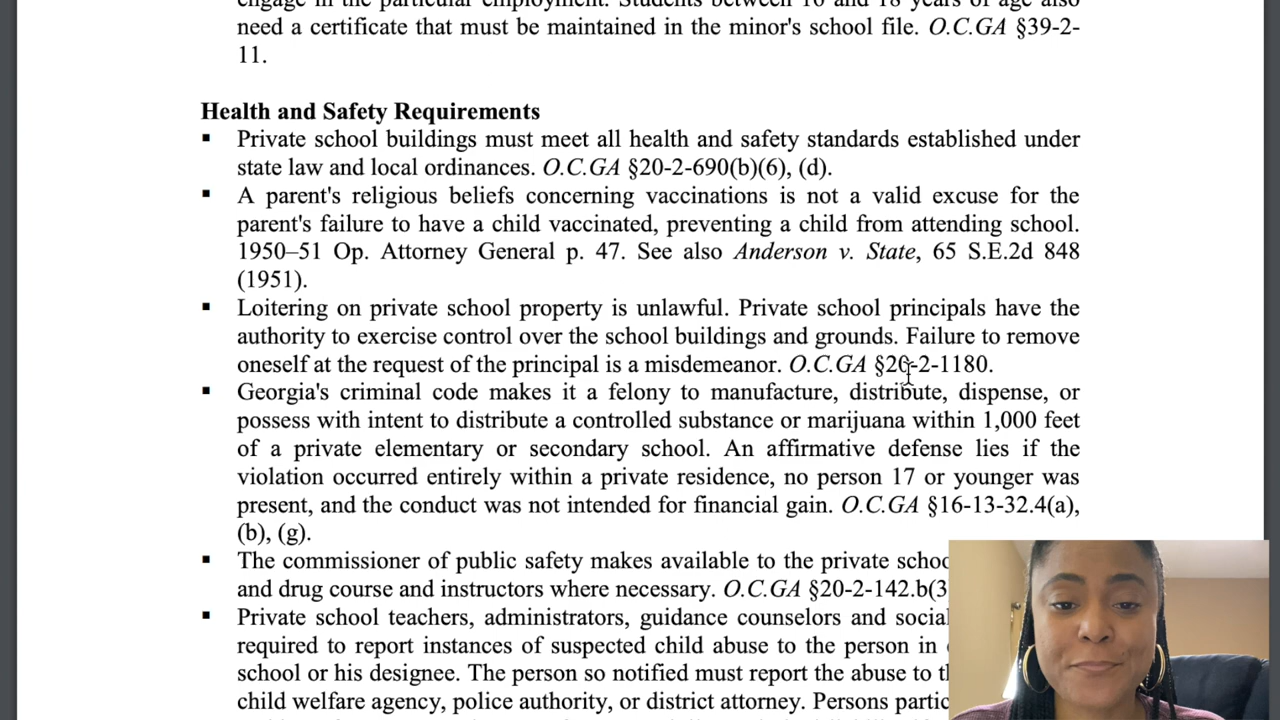 engage in the particular employment. Students between 16 and 18 years of age also
need a certificate that must be maintained in the minor's school file. O.C.GA §39-2-
11.
Health and Safety Requirements
▪ Private school buildings must meet all health and safety standards established under
state law and local ordinances. O.C.GA §20-2-690(b)(6), (d).
▪ A parent's religious beliefs concerning vaccinations is not a valid excuse for the
parent's failure to have a child vaccinated, preventing a child from attending school.
1950–51 Op. Attorney General p. 47. See also Anderson v. State, 65 S.E.2d 848
(1951).
▪ Loitering on private school property is unlawful. Private school principals have the
authority to exercise control over the school buildings and grounds. Failure to remove
oneself at the request of the principal is a misdemeanor. O.C.GA §20-2-1180.
▪ Georgia's criminal code makes it a felony to manufacture, distribute, dispense, or
possess with intent to distribute a controlled substance or marijuana within 1,000 feet
of a private elementary or secondary school. An affirmative defense lies if the
violation occurred entirely within a private residence, no person 17 or younger was
present, and the conduct was not intended for financial gain. O.C.GA §16-13-32.4(a),
(b), (g).
▪ The commissioner of public safety makes available to the private schoo
and drug course and instructors where necessary. O.C.GA §20-2-142.b(3
▪ Private school teachers, administrators, guidance counselors and social
required to report instances of suspected child abuse to the person in
school or his designee. The person so notified must report the abuse to t
child welfare agency, police authority, or district attorney. Persons partic